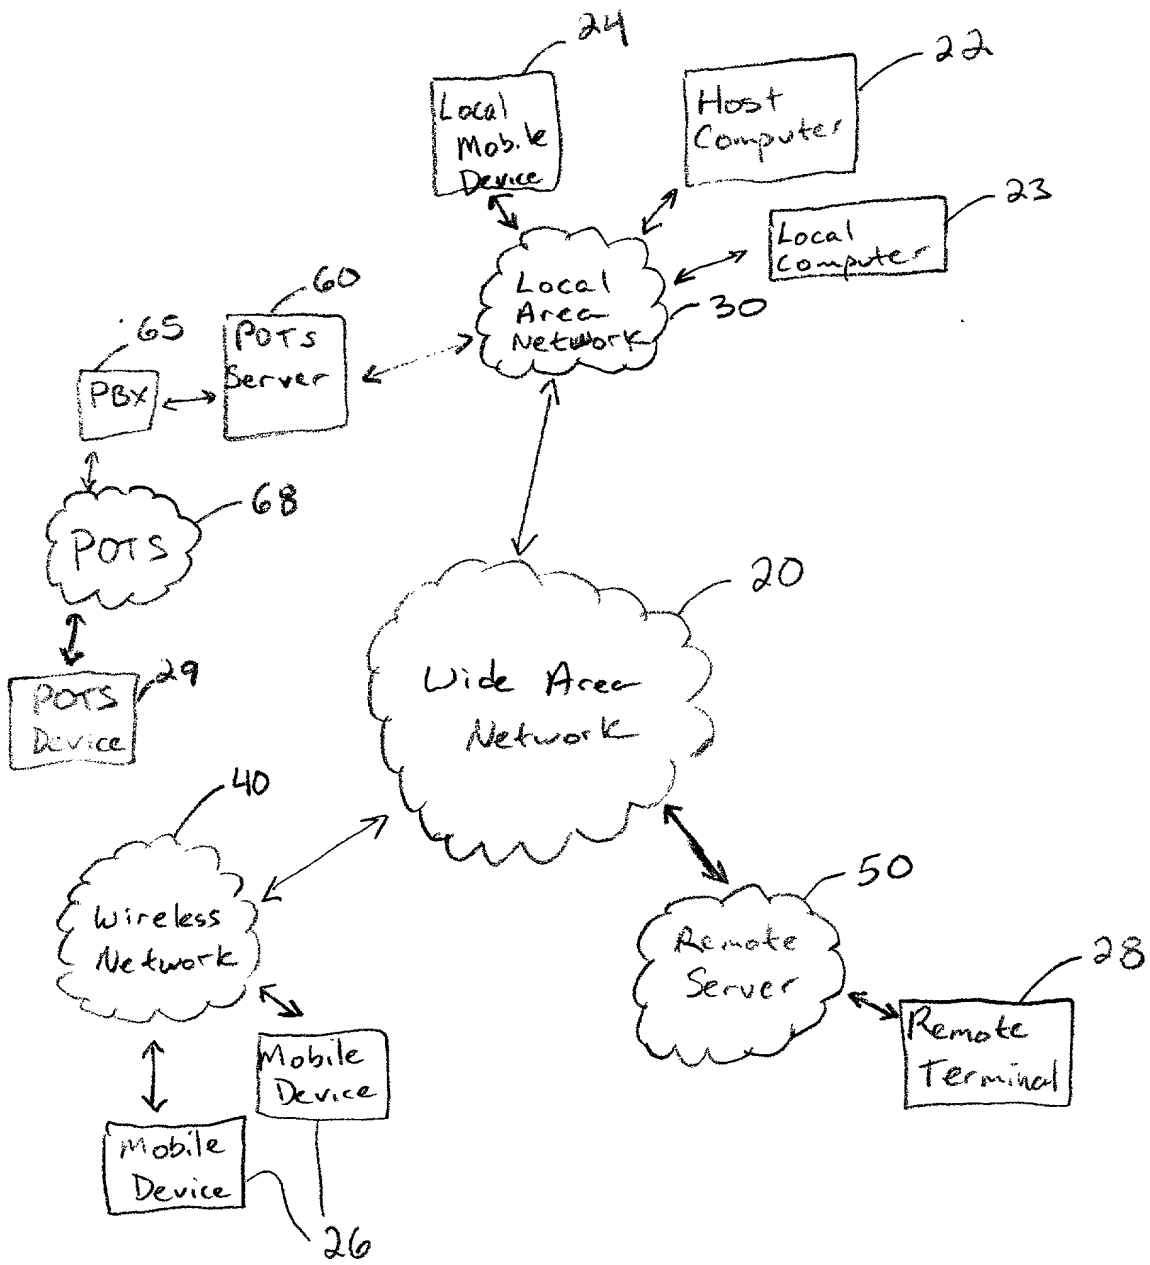 24
22
Local
Mobile
Device
Host
Computer
23
Local
Computer
60
65
POTS
Server
PBX
Local
Area
Network
30
68
POTS
20
29
POTS
Device
Wide Area
Network
40
50
Wireless
Network
Remote
Server
28
Remote
Terminal
Mobile
Device
Mobile
Device
26